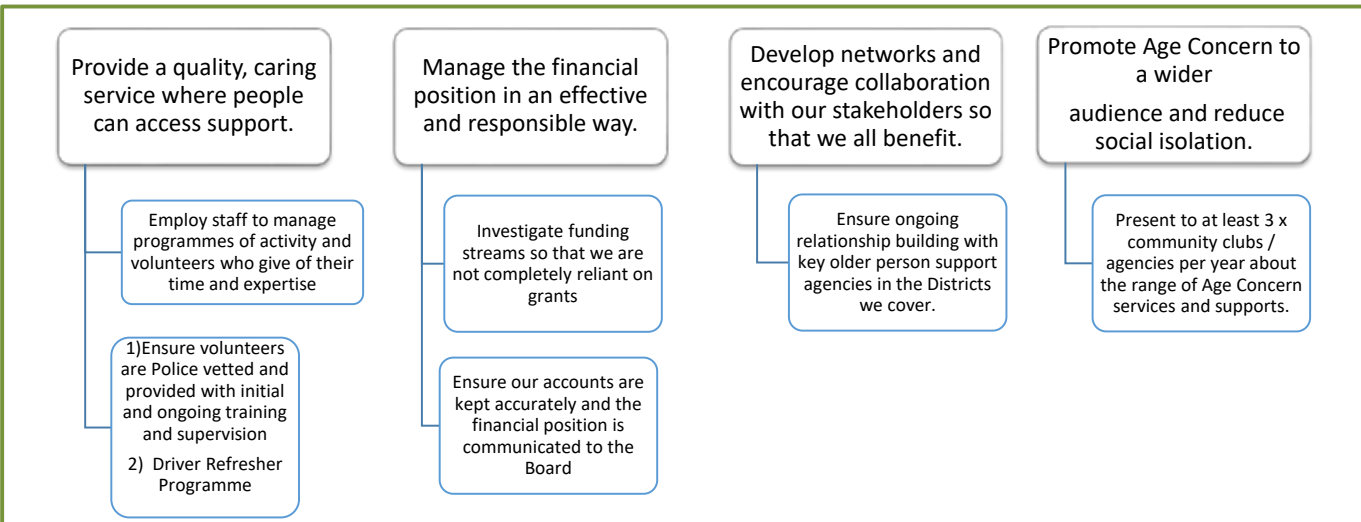 Provide a quality, caring
service where people
can access support.
Employ staff to manage
programmes of activity and
volunteers who give of their
time and expertise
1)Ensure volunteers
are Police vetted and
provided with initial
and ongoing training
and supervision
2) Driver Refresher
Programme
Manage the financial
position in an effective
and responsible way.
Investigate funding
streams so that we are
not completely reliant on
grants
Ensure our accounts are
kept accurately and the
financial position is
communicated to the
Board
Develop networks and
encourage collaboration
with our stakeholders so
that we all benefit.
Ensure ongoing
relationship building with
key older person support
agencies in the Districts
we cover.
Promote Age Concern to
a wider
audience and reduce
social isolation.
Present to at least 3 x
community clubs /
agencies per year about
the range of Age Concern
services and supports.